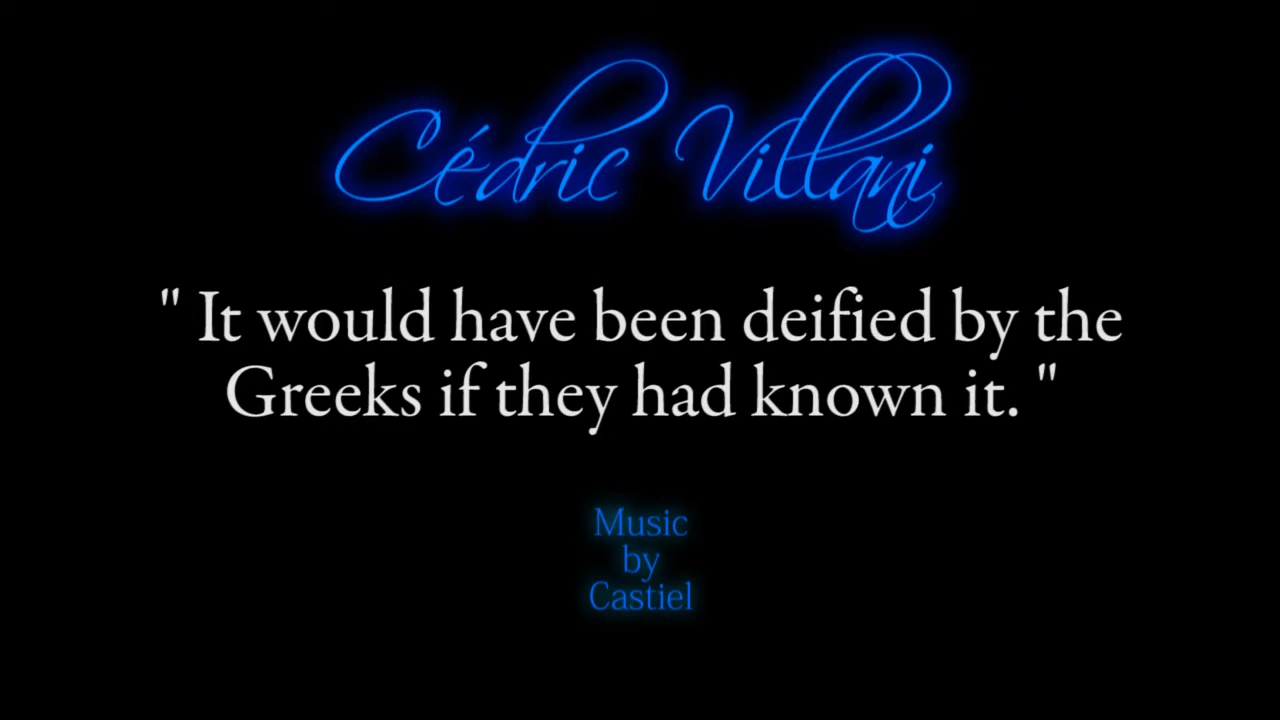 Cédric Villani
" It would have been deified by the
Greeks if they had known it. "
Music
by
Castiel